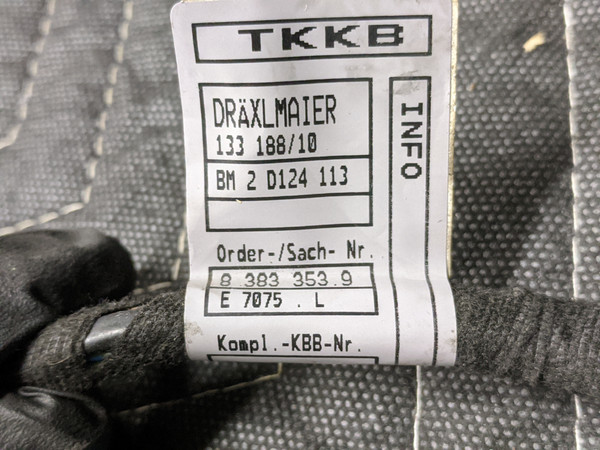 TKKB
DRÄXLMAIER
133 188/10
BM 2 D124 113
INFO
Order-/Sach- Nr.
8 383 353.9
E 7075 . L
Kompl.-KBB-Nr.